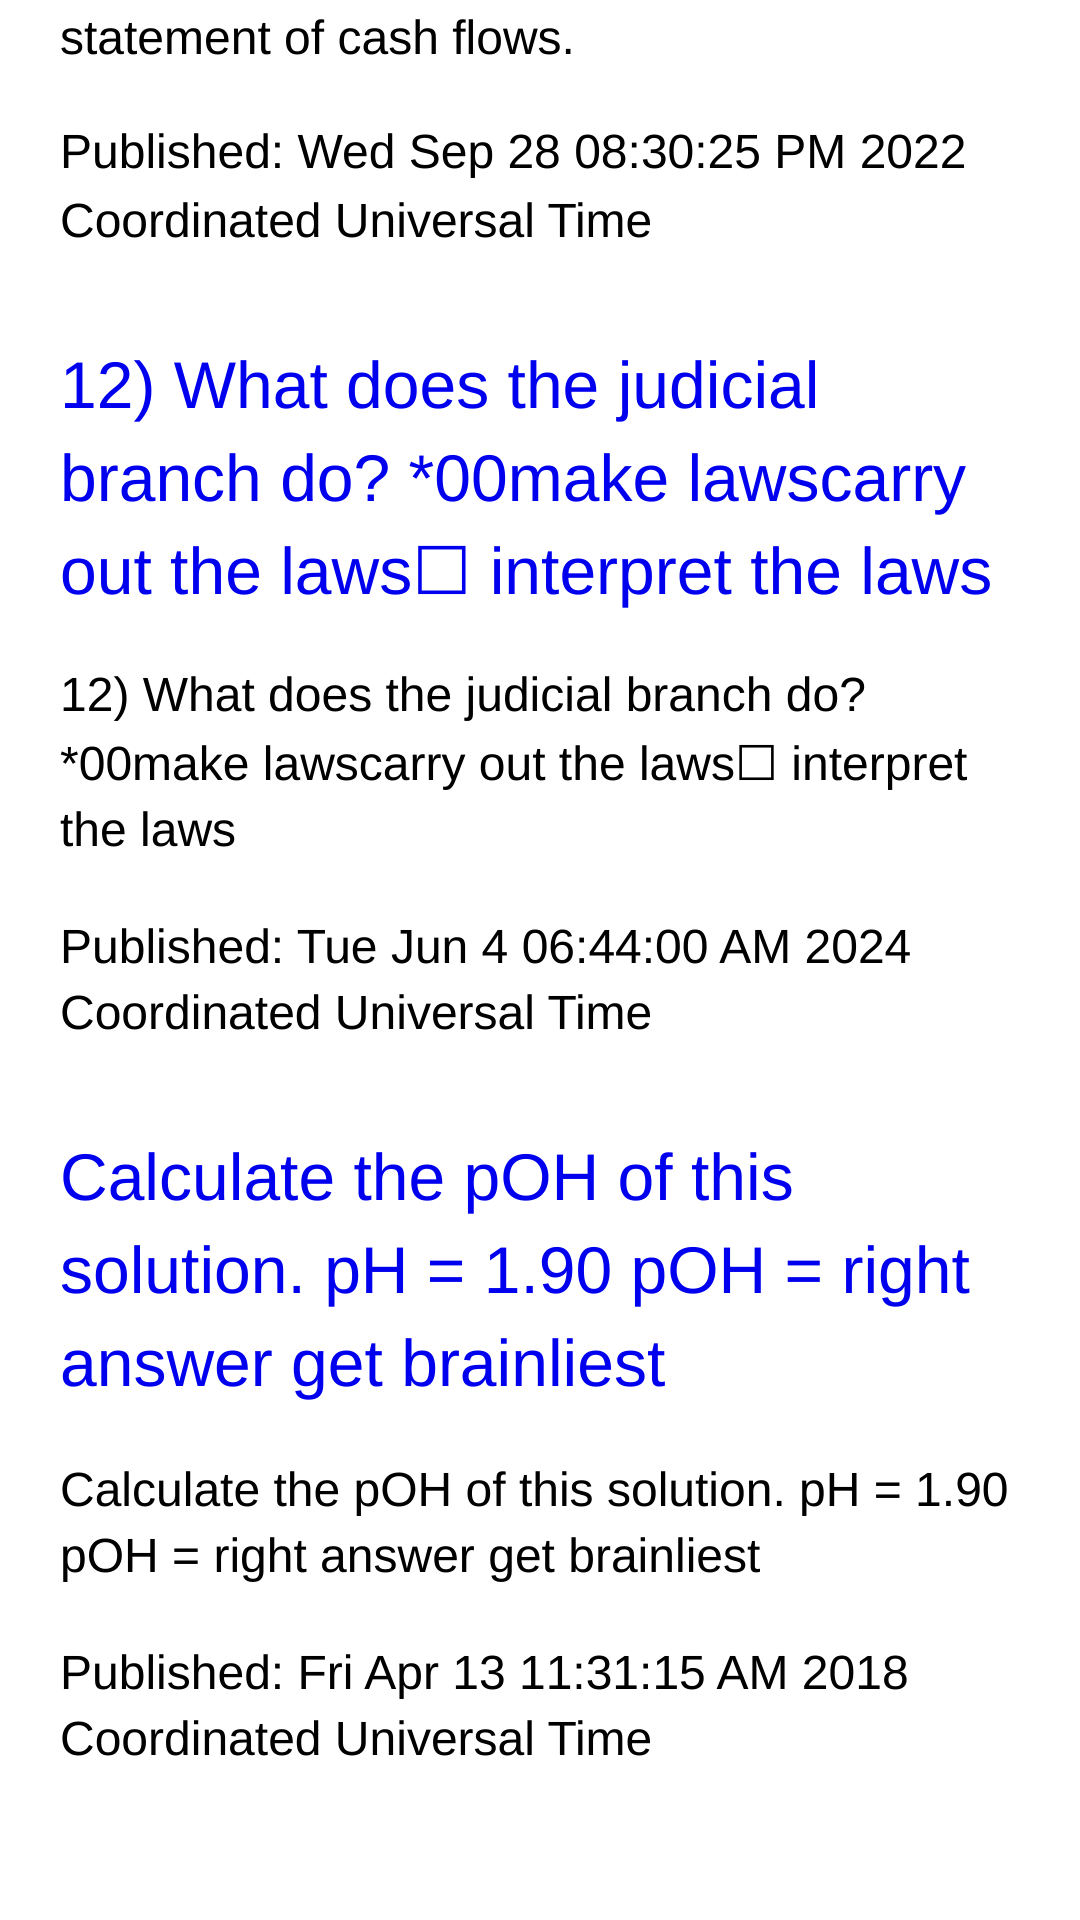 statement of cash flows.
Published: Wed Sep 28 08:30:25 PM 2022
Coordinated Universal Time
12) What does the judicial
branch do? *00make lawscarry
out the laws☐ interpret the laws
12) What does the judicial branch do?
*00make lawscarry out the laws☐ interpret
the laws
Published: Tue Jun 4 06:44:00 AM 2024
Coordinated Universal Time
Calculate the pOH of this
solution. pH = 1.90 pOH = right
answer get brainliest
Calculate the pOH of this solution. pH = 1.90
pOH = right answer get brainliest
Published: Fri Apr 13 11:31:15 AM 2018
Coordinated Universal Time